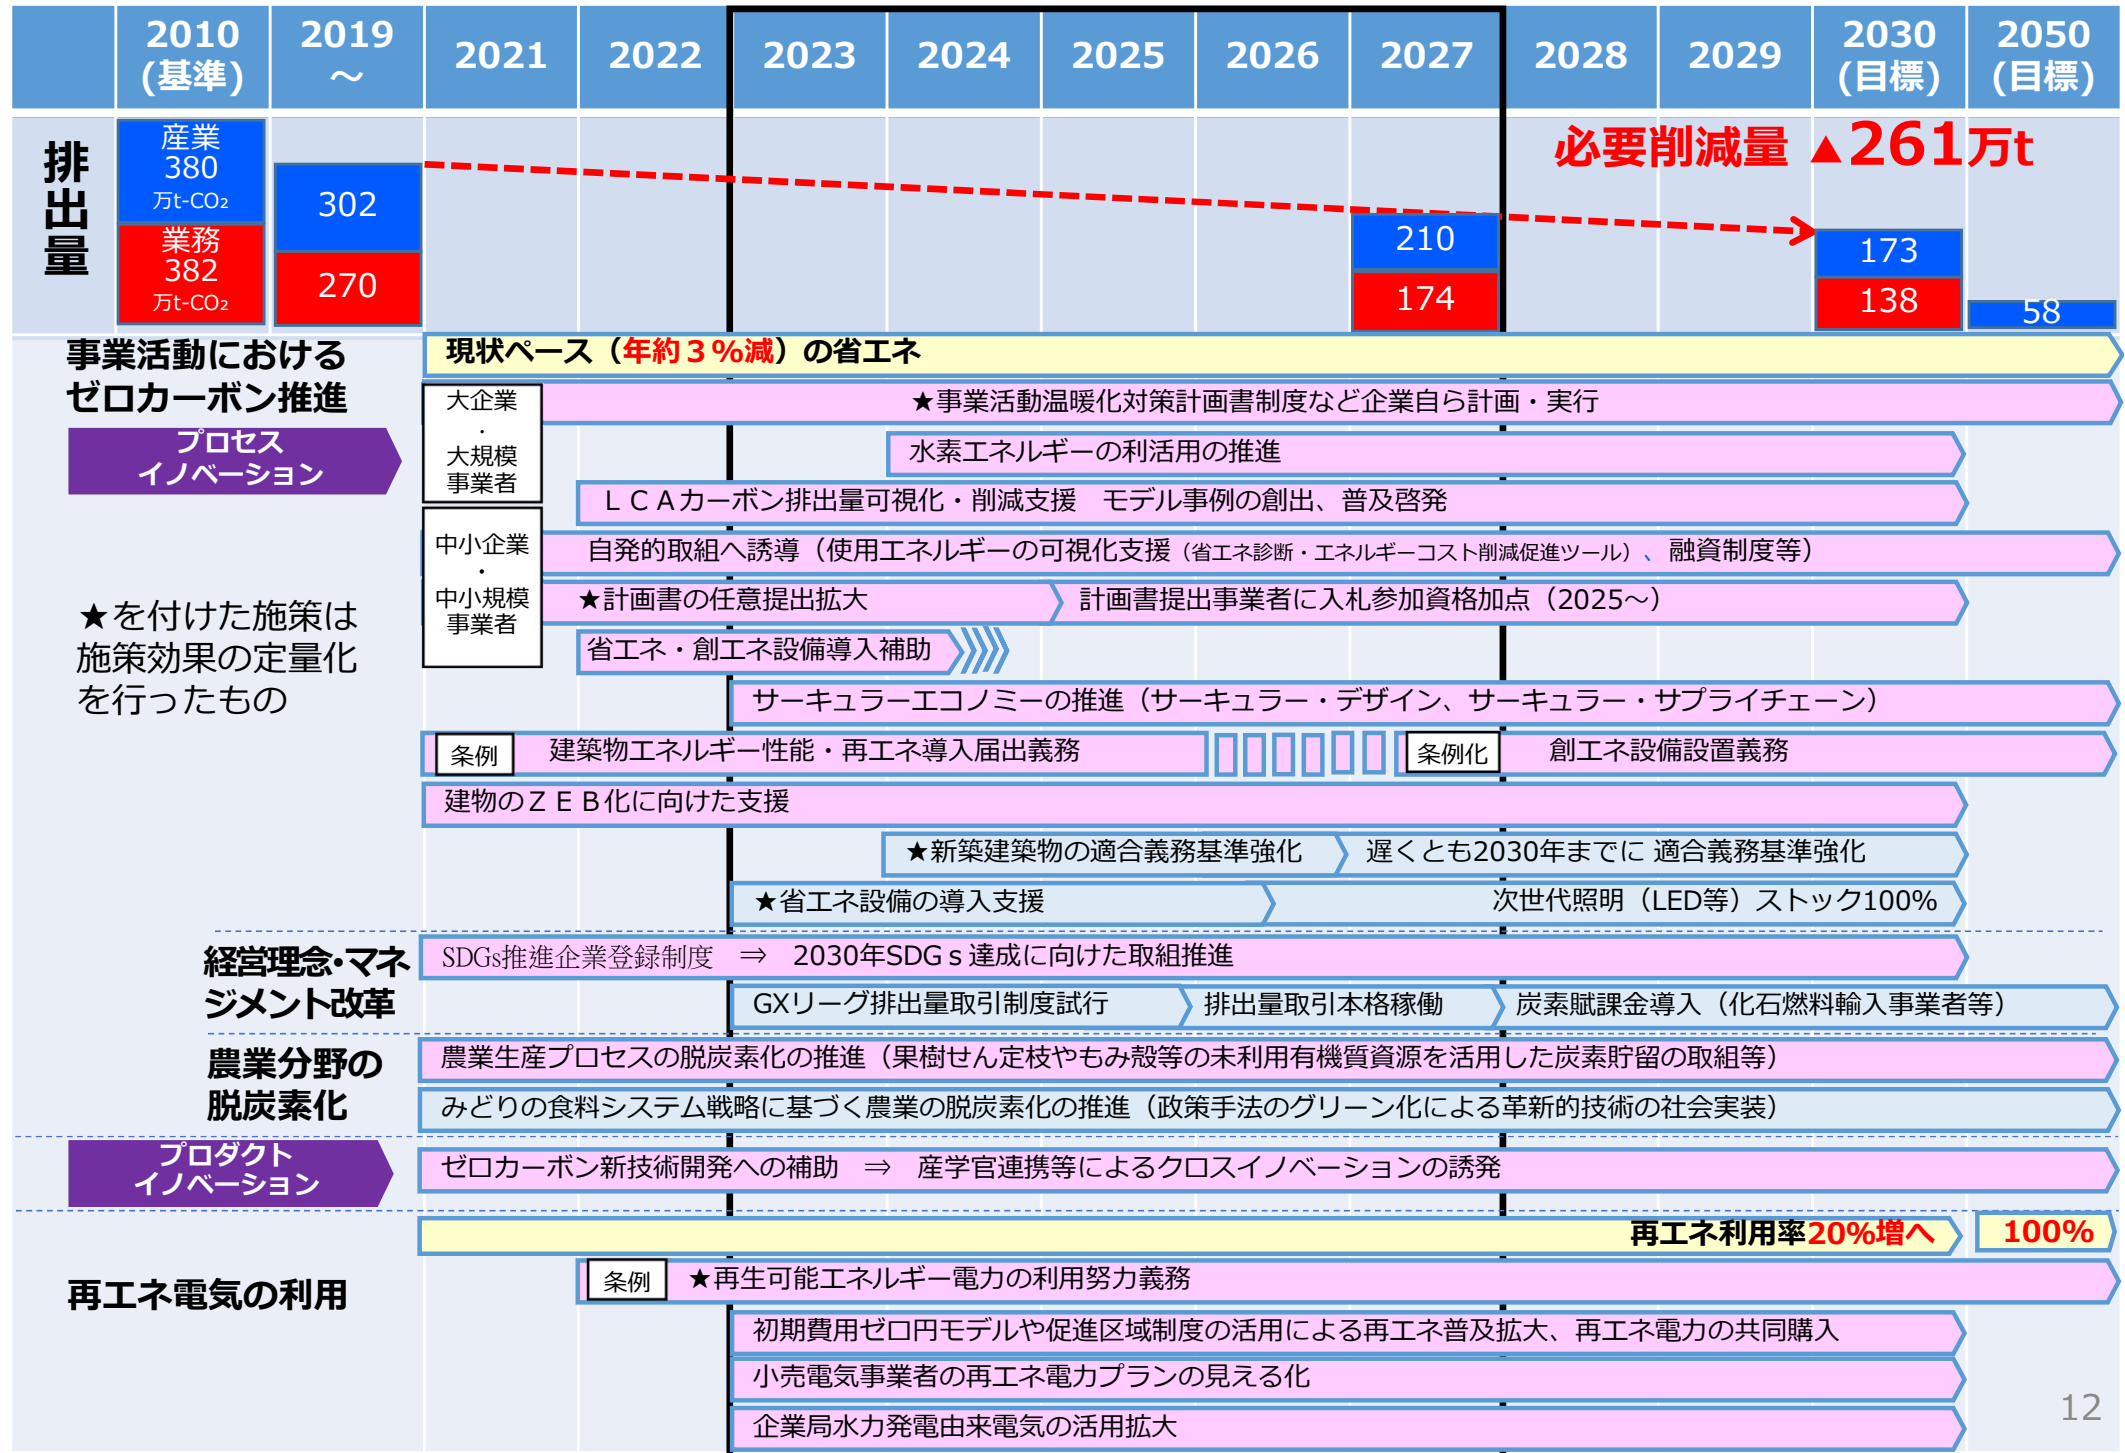 2010
(基準)
2019
～
2021
2022
2023
2024
2025
2026
2027
2028
2029
2030
(目標)
2050
(目標)
排出量
産業
380
万t-CO₂
業務
382
万t-CO₂
302
270
210
174
必要削減量 ▲261万t
173
138
58
事業活動における
ゼロカーボン推進
プロセス
イノベーション
★を付けた施策は
施策効果の定量化
を行ったもの
現状ペース（年約３％減）の省エネ
大企業
・
大規模
事業者
★事業活動温暖化対策計画書制度など企業自ら計画・実行
水素エネルギーの利活用の推進
ＬＣＡカーボン排出量可視化・削減支援　モデル事例の創出、普及啓発
中小企業
・
中小規模
事業者
自発的取組へ誘導（使用エネルギーの可視化支援（省エネ診断・エネルギーコスト削減促進ツール）、融資制度等）
★計画書の任意提出拡大
計画書提出事業者に入札参加資格加点（2025～）
省エネ・創エネ設備導入補助
サーキュラーエコノミーの推進（サーキュラー・デザイン、サーキュラー・サプライチェーン）
条例
建築物エネルギー性能・再エネ導入届出義務
条例化
創エネ設備設置義務
建物のＺＥＢ化に向けた支援
★新築建築物の適合義務基準強化
遅くとも2030年までに 適合義務基準強化
★省エネ設備の導入支援
次世代照明（LED等）ストック100%
経営理念・マネ
ジメント改革
SDGs推進企業登録制度　⇒　2030年SDGｓ達成に向けた取組推進
GXリーグ排出量取引制度試行
排出量取引本格稼働
炭素賦課金導入（化石燃料輸入事業者等）
農業分野の
脱炭素化
農業生産プロセスの脱炭素化の推進（果樹せん定枝やもみ殻等の未利用有機質資源を活用した炭素貯留の取組等）
みどりの食料システム戦略に基づく農業の脱炭素化の推進（政策手法のグリーン化による革新的技術の社会実装）
プロダクト
イノベーション
ゼロカーボン新技術開発への補助　⇒　産学官連携等によるクロスイノベーションの誘発
再エネ電気の利用
再エネ利用率20%増へ
100%
条例
★再生可能エネルギー電力の利用努力義務
初期費用ゼロ円モデルや促進区域制度の活用による再エネ普及拡大、再エネ電力の共同購入
小売電気事業者の再エネ電力プランの見える化
企業局水力発電由来電気の活用拡大
12